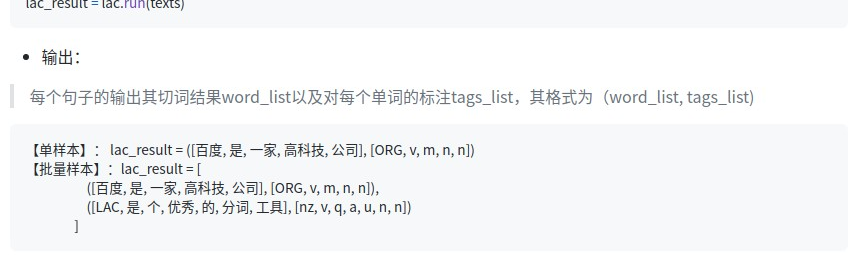 lac_result = lac.run(texts)
输出：
每个句子的输出其切词结果word_list以及对每个单词的标注tags_list，其格式为（word_list, tags_list)
【单样本】： lac_result = ([百度, 是, 一家, 高科技, 公司], [ORG, v, m, n, n])
【批量样本】：lac_result = [
([百度, 是, 一家, 高科技, 公司], [ORG, v, m, n, n]),
([LAC, 是, 个, 优秀, 的, 分词, 工具], [nz, v, q, a, u, n, n])
]